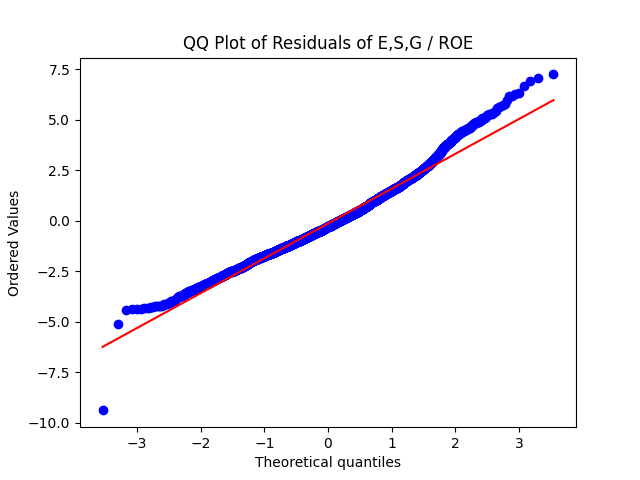 QQ Plot of Residuals of E,S,G / ROE
7.5
5.0
2.5
0.0
−2.5
−5.0
−7.5
−10.0
Ordered Values
−3 −2 −1 0 1 2 3
Theoretical quantiles